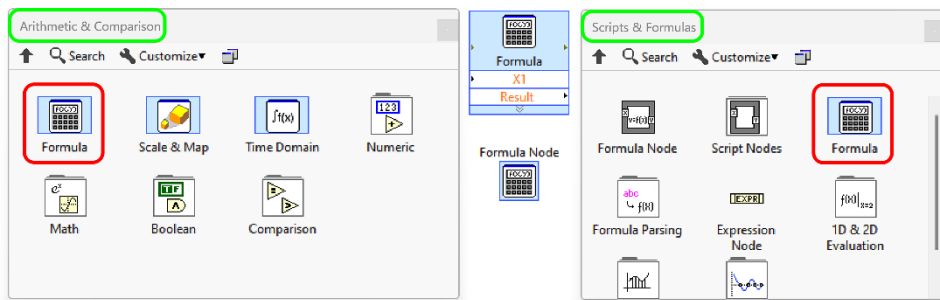 Arithmetic & Comparison
Search Customize▾
Formula Scale & Map Time Domain Numeric
Math Boolean Comparison
Formula
X1
Result
Formula Node
Scripts & Formulas
Search Customize▾
Formula Node Script Nodes Formula
Formula Parsing Expression Node 1D & 2D Evaluation